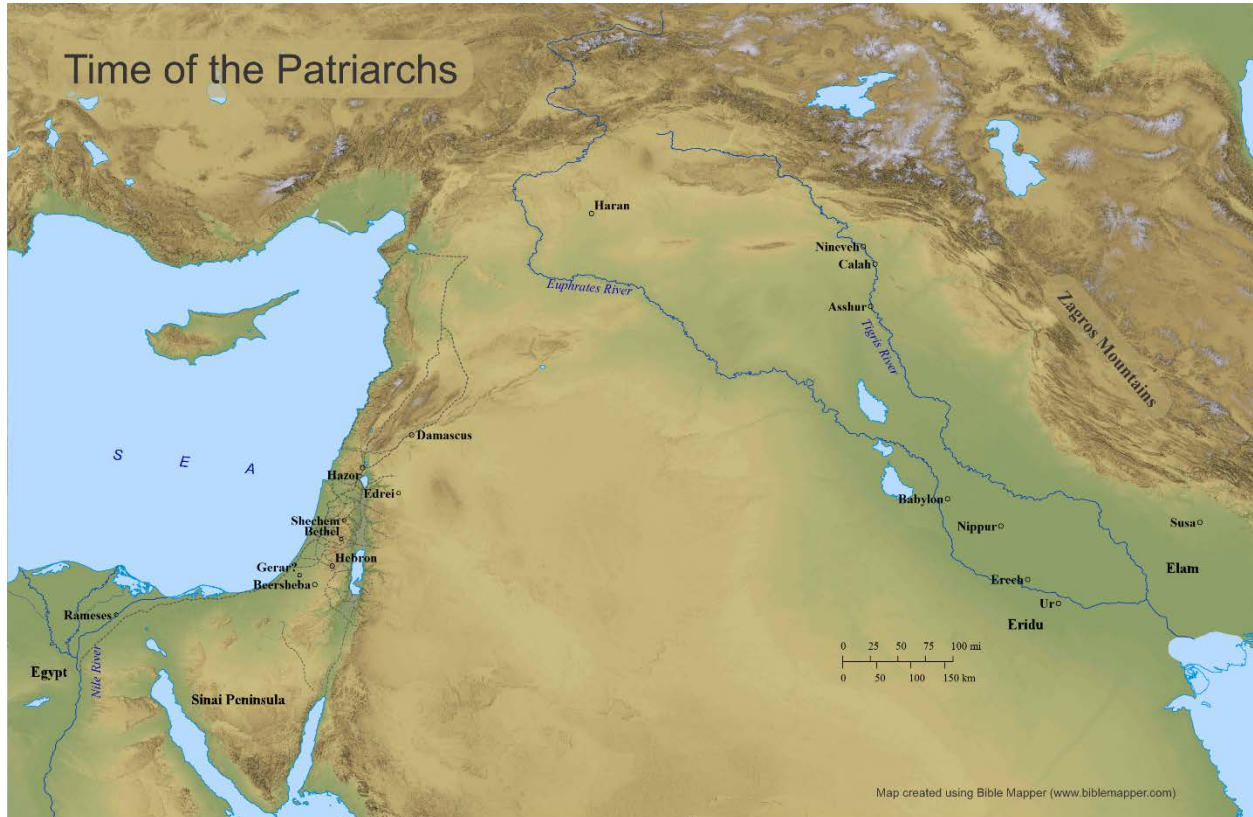 Time of the Patriarchs
Haran
Nineveh
Calah
Euphrates River
Asshur
Tigris River
Zagros Mountains
S E A
Damascus
Hazor
Edrei
Babylon
Shechem
Bethel
Nippur
Susa
Gerar?
Hebron
Beersheba
Elam
Erech
Ur
Rameses
Eridu
0 25 50 75 100 mi
0 50 100 150 km
Egypt
Nile River
Sinai Peninsula
Map created using Bible Mapper (www.biblemapper.com)